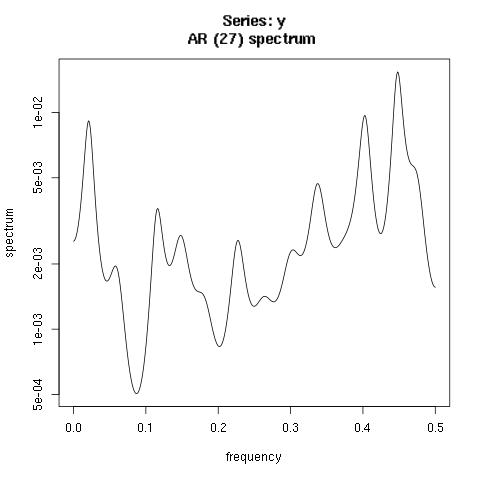 Series: y
AR (27) spectrum
spectrum
1e-02
5e-03
2e-03
1e-03
5e-04
0.0 0.1 0.2 0.3 0.4 0.5
frequency